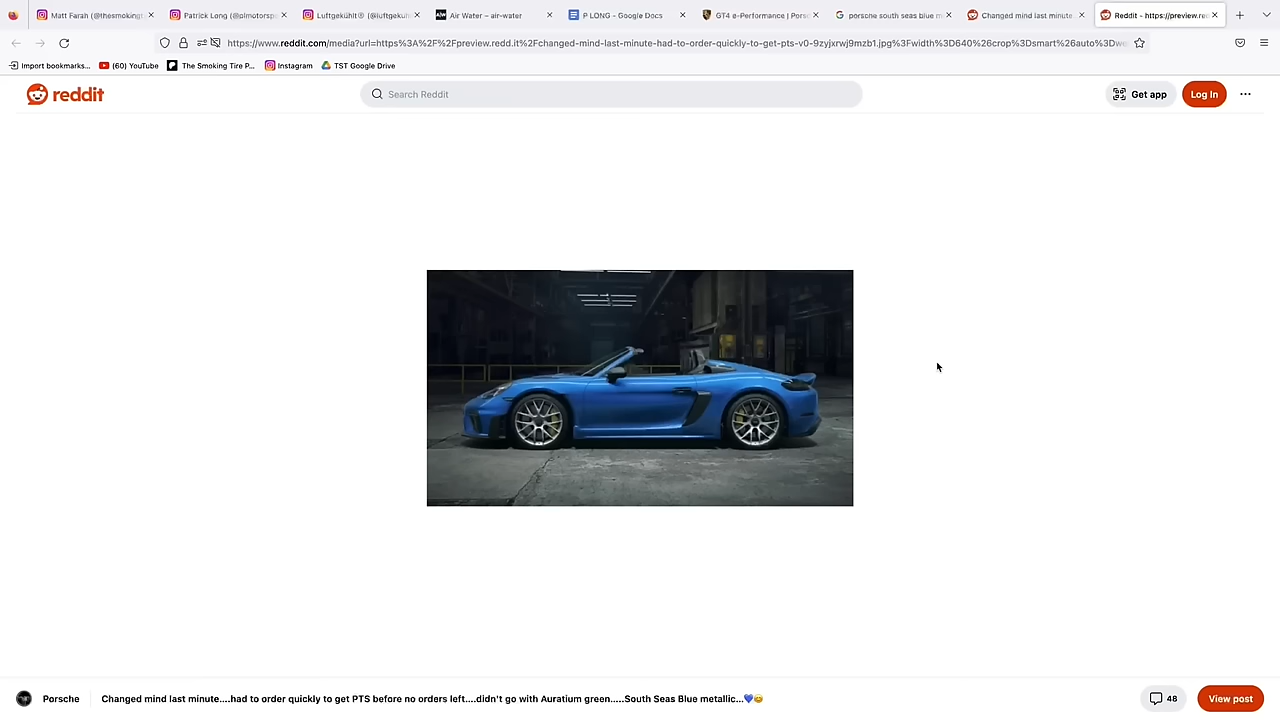 Matt Farah (@thesmoking
Patrick Long (@plmotorspo
Luftgekühlt® (@luftgekuh
Air Water – air-water
P LONG - Google Docs
GT4 e-Performance | Pors
porsche south seas blue m
Changed mind last minute
Reddit - https://preview.re
https://www.reddit.com/media?url=https%3A%2F%2Fpreview.redd.it%2Fchanged-mind-last-minute-had-to-order-quickly-to-get-pts-v0-9zyjxrwj9mzb1.jpg%3Fwidth%3D640%26crop%3Dsmart%26auto%3Dwe
Import bookmarks...
(60) YouTube
The Smoking Tire P...
Instagram
TST Google Drive
reddit
Search Reddit
Get app
Log In
Porsche
Changed mind last minute....had to order quickly to get PTS before no orders left....didn't go with Auratium green.....South Seas Blue metallic...💙😊
48
View post